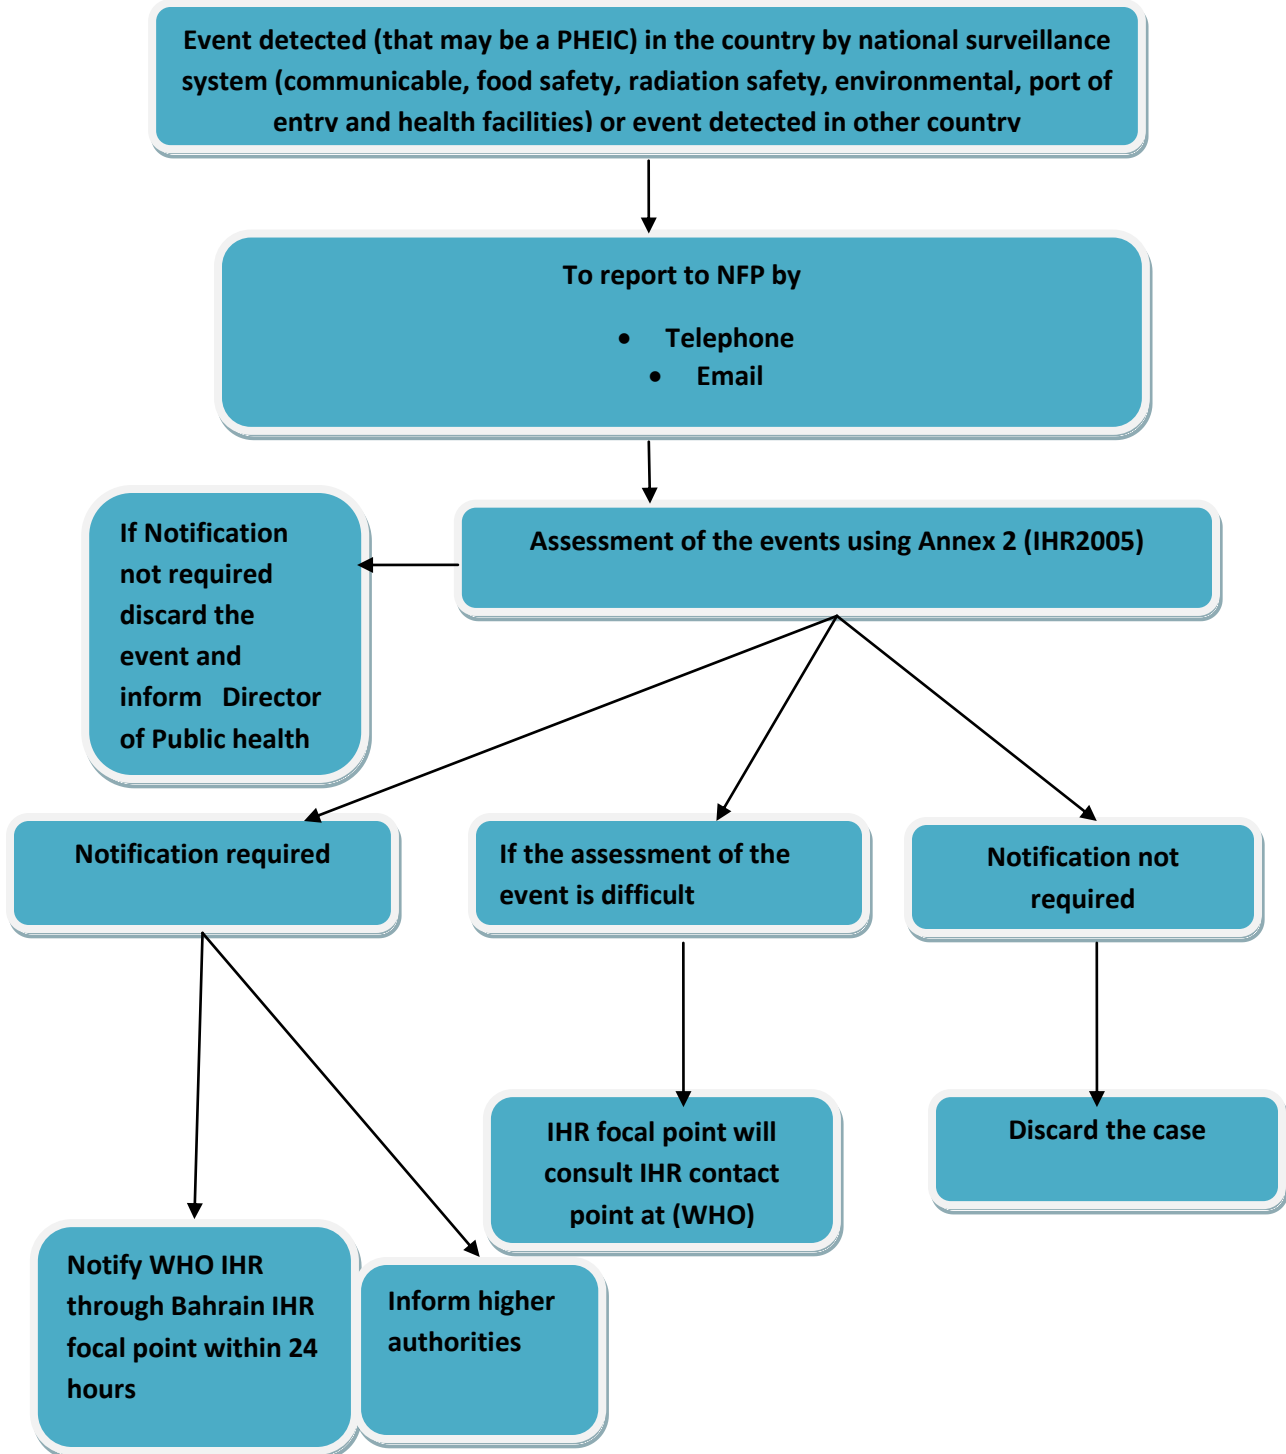 Event detected (that may be a PHEIC) in the country by national surveillance
system (communicable, food safety, radiation safety, environmental, port of
entry and health facilities) or event detected in other country
To report to NFP by
• Telephone
• Email
Assessment of the events using Annex 2 (IHR2005)
If Notification
not required
discard the
event and
inform Director
of Public health
Notification required
If the assessment of the
event is difficult
Notification not
required
IHR focal point will
consult IHR contact
point at (WHO)
Discard the case
Notify WHO IHR
through Bahrain IHR
focal point within 24
hours
Inform higher
authorities